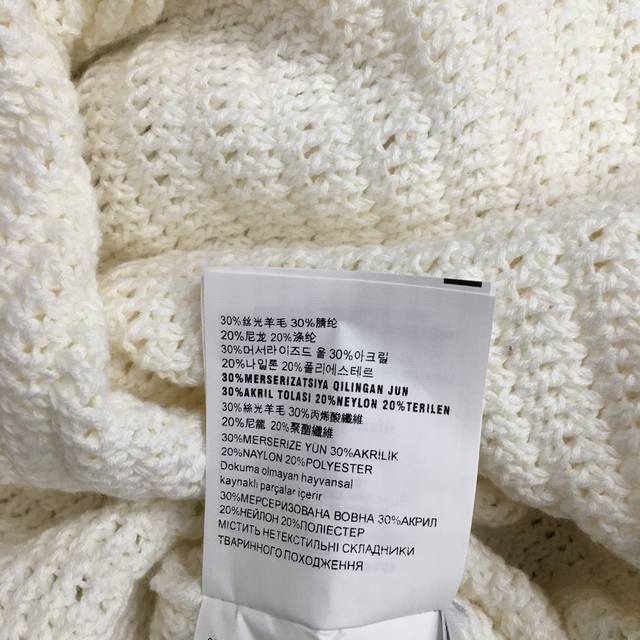 30%丝光羊毛 30%腈纶
20%尼龙 20%涤纶
30%머서라이즈드 울 30%아크릴
20%나일론 20%폴리에스테르
30%MERSERIZATSIYA QILINGAN JUN
30%AKRIL TOLASI 20%NEYLON 20%TERILEN
30%絲光羊毛 30%丙烯酸纖維
20%尼龍 20%聚酯纖維
30%MERSERIZE YÜN 30%AKRİLİK
20%NAYLON 20%POLYESTER
Dokuma olmayan hayvansal
kaynaklı parçalar içerir
30%МЕРСЕРИЗОВАНА ВОВНА 30%АКРИЛ
20%НЕЙЛОН 20%ПОЛІЕСТЕР
МІСТИТЬ НЕТЕКСТИЛЬНІ СКЛАДНИКИ
ТВАРИННОГО ПОХОДЖЕННЯ